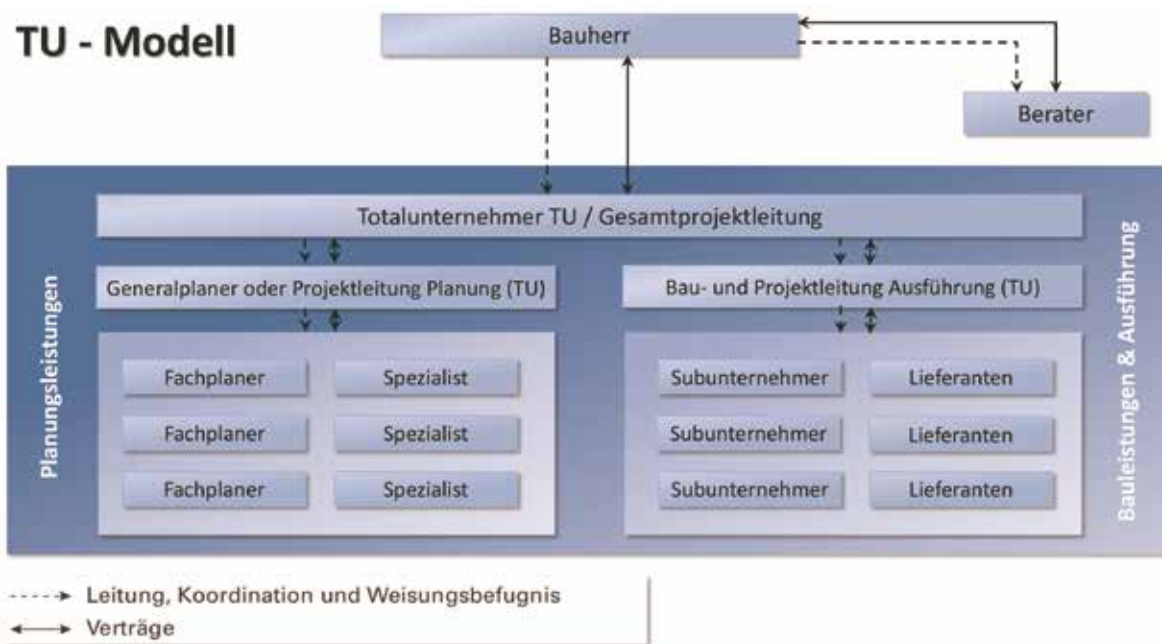 TU - Modell
Bauherr
Berater
Totalunternehmer TU / Gesamtprojektleitung
Generalplaner oder Projektleitung Planung (TU)
Bau- und Projektleitung Ausführung (TU)
Planungsleistungen
Fachplaner
Spezialist
Fachplaner
Spezialist
Fachplaner
Spezialist
Subunternehmer
Lieferanten
Subunternehmer
Lieferanten
Subunternehmer
Lieferanten
Bauleistungen & Ausführung
Leitung, Koordination und Weisungsbefugnis
Verträge